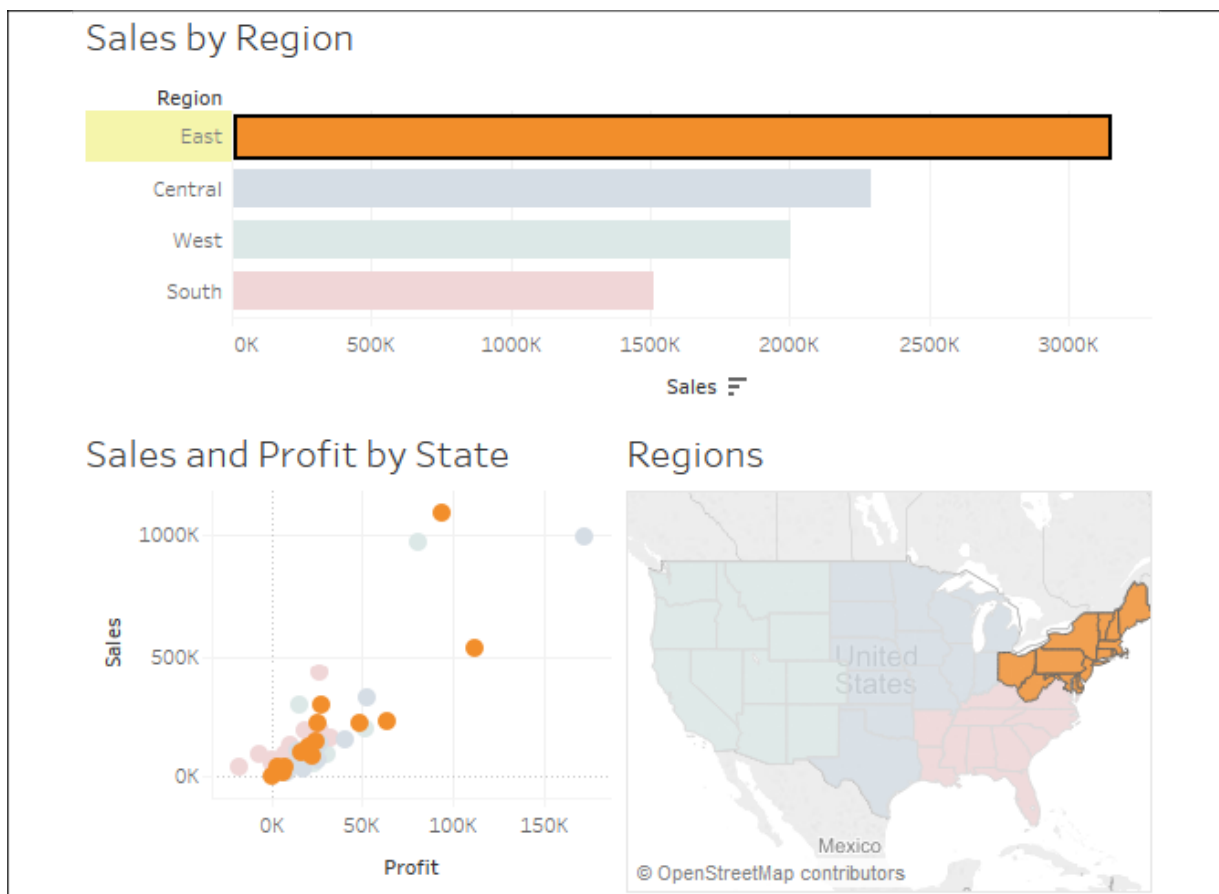 Sales by Region
Region
East
Central
West
South
0K 500K 1000K 1500K 2000K 2500K 3000K
Sales
Sales and Profit by State
1000K
500K
0K
Sales
0K 50K 100K 150K
Profit
Regions
United
States
Mexico
© OpenStreetMap contributors